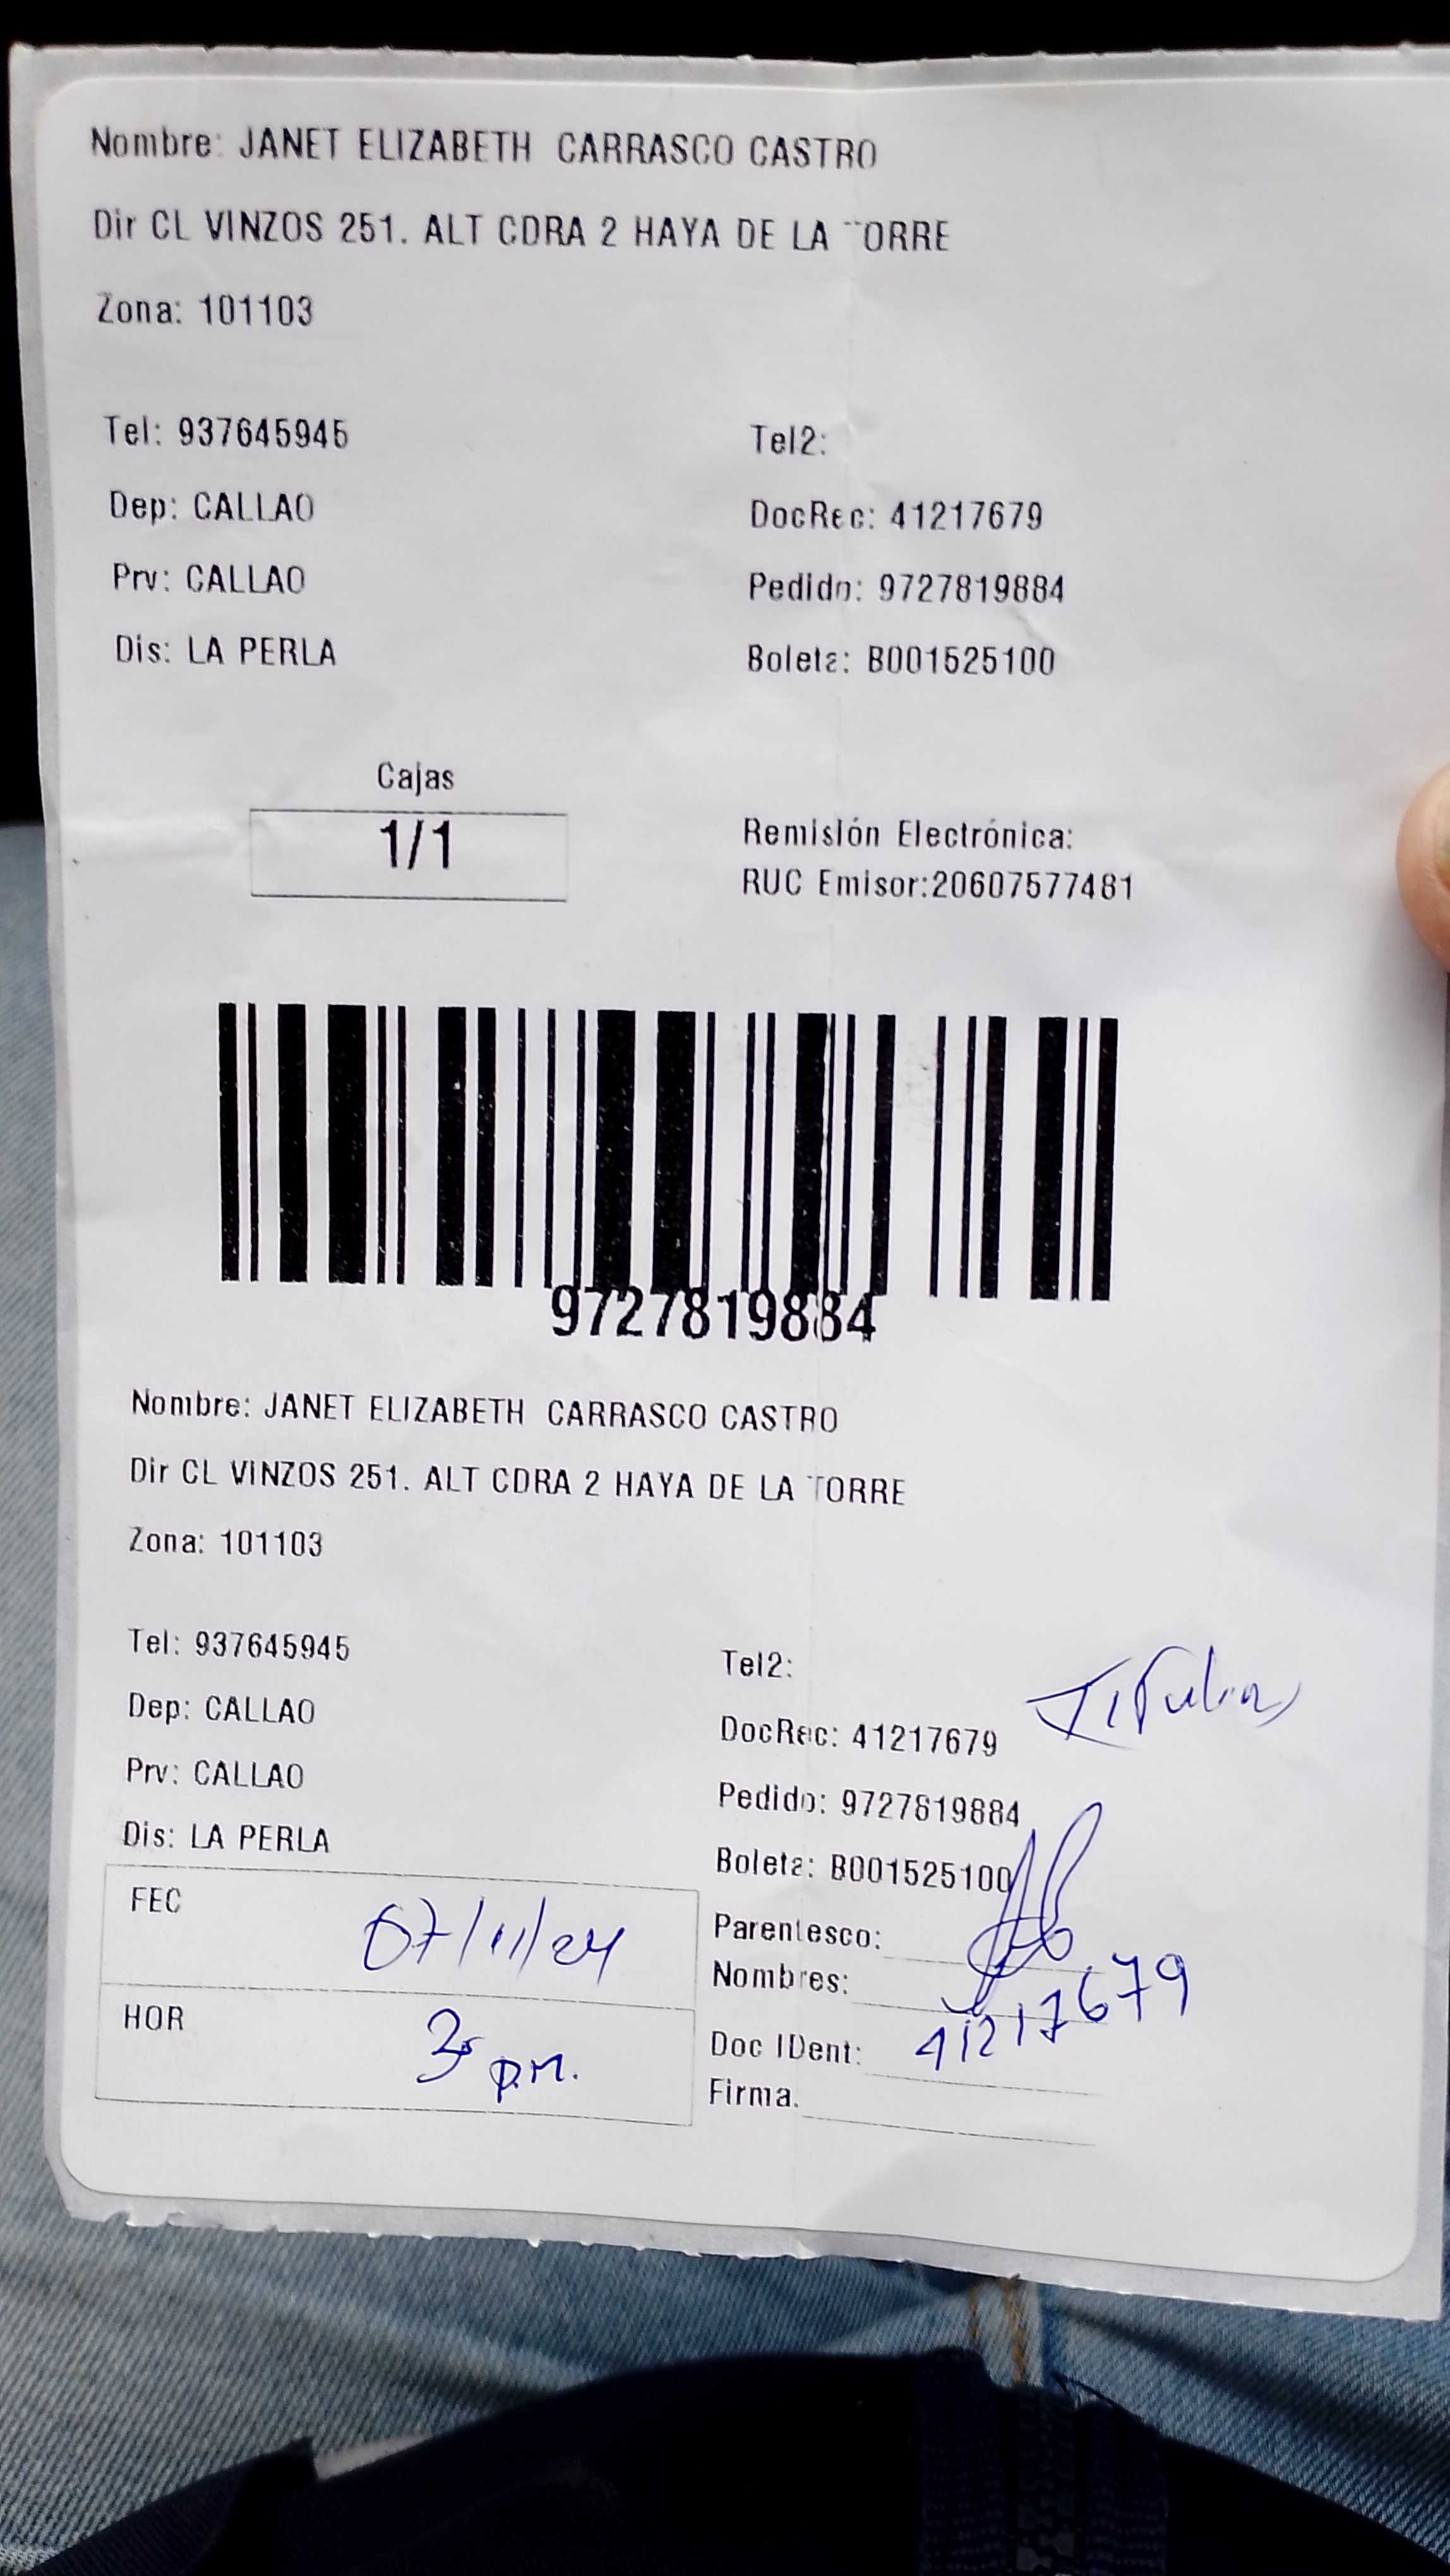 Nombre: JANET ELIZABETH CARRASCO CASTRO
Dir CL VINZOS 251. ALT CDRA 2 HAYA DE LA TORRE
Zona: 101103
Tel: 937645945
Tel2:
Dep: CALLAO
DocRec: 41217679
Prv: CALLAO
Pedido: 9727819884
Dis: LA PERLA
Boleta: B001525100
Cajas
1/1
Remisión Electrónica:
RUC Emisor:20607577481
9727819884
Nombre: JANET ELIZABETH CARRASCO CASTRO
Dir CL VINZOS 251. ALT CDRA 2 HAYA DE LA TORRE
Zona: 101103
Tel: 937645945
Tel2:
Titular
Dep: CALLAO
DocRec: 41217679
Prv: CALLAO
Pedido: 9727819884
Dis: LA PERLA
Boleta: B001525100
FEC 07/11/24
Parentesco:
Nombres:
HOR 3 p.m.
Doc IDent: 41217679
Firma.